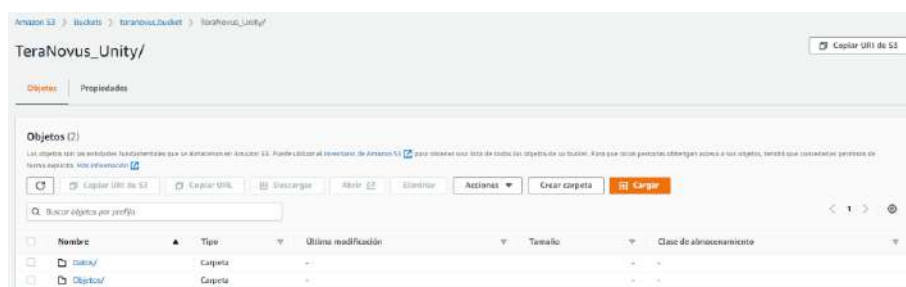 Amazon S3 > Buckets > teranovus.bucket > TeraNovus_Unity/
TeraNovus_Unity/
Copiar URI de S3
Objetos Propiedades
Objetos (2)
Los objetos son las entidades fundamentales que se almacenan en Amazon S3. Puede utilizar el inventario de Amazon S3 para obtener una lista de todos los objetos de su bucket. Para que otras personas obtengan acceso a sus objetos, tendrá que concederles permisos de
forma explícita. Más información
Copiar URI de S3 Copiar URL Descargar Abrir Eliminar Acciones Crear carpeta Cargar
Buscar objetos por prefijo
< 1 >
Nombre Tipo Última modificación Tamaño Clase de almacenamiento
Carpeta - - -
Objetos/ Carpeta - - -